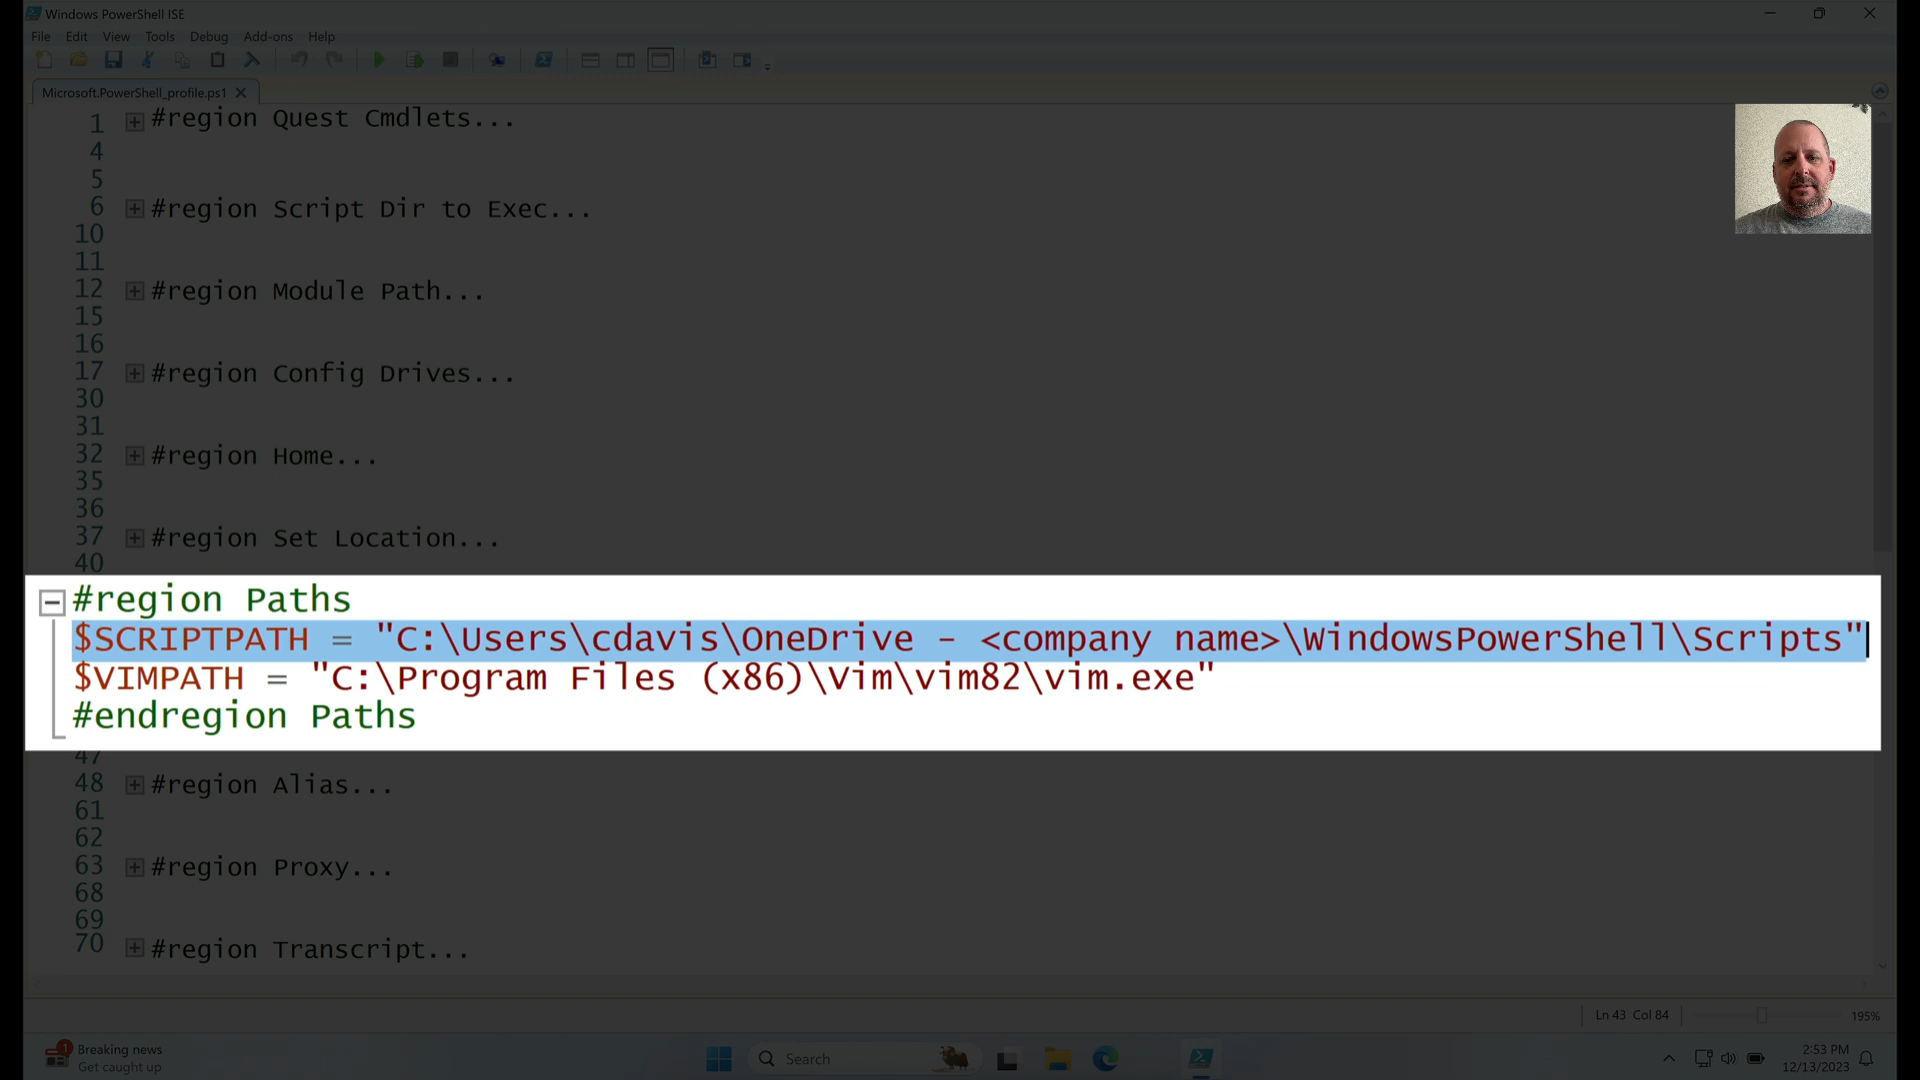 Windows PowerShell ISE
File Edit View Tools Debug Add-ons Help
Microsoft.PowerShell_profile.ps1
1 #region Quest Cmdlets...
4
5
6 #region Script Dir to Exec...
10
11
12 #region Module Path...
15
16
17 #region Config Drives...
30
31
32 #region Home...
35
36
37 #region Set Location...
40
#region Paths
$SCRIPTPATH = "C:\Users\cdavis\OneDrive - <company name>\WindowsPowerShell\Scripts"
$VIMPATH = "C:\Program Files (x86)\Vim\vim82\vim.exe"
#endregion Paths
47
48 #region Alias...
61
62
63 #region Proxy...
68
69
70 #region Transcript...
Ln 43 Col 84 195%
1 Breaking news
Get caught up
Search
2:53 PM
12/13/2023